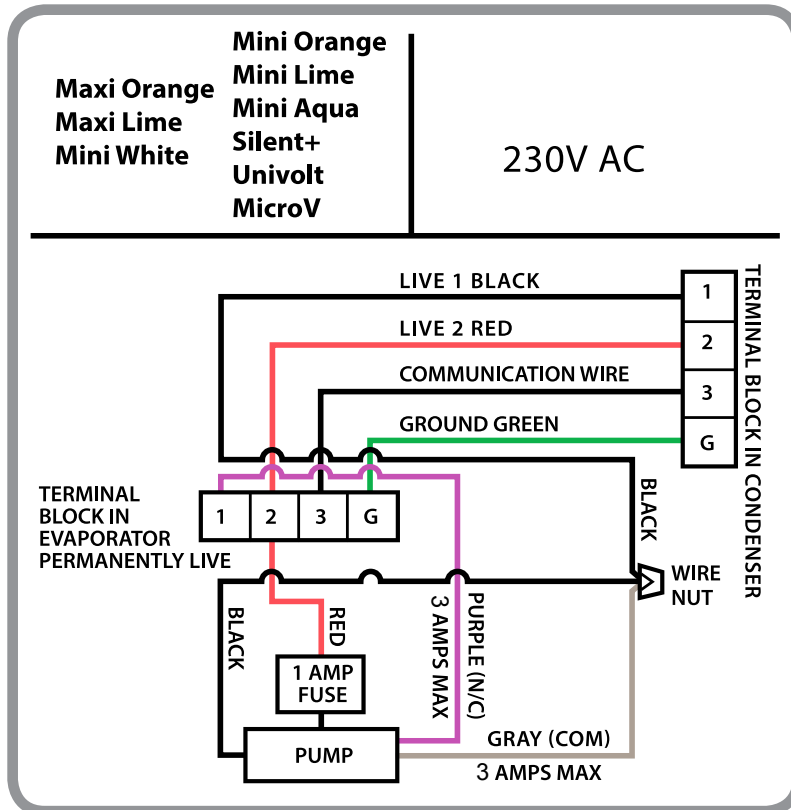 Maxi Orange
Maxi Lime
Mini White
Mini Orange
Mini Lime
Mini Aqua
Silent+
Univolt
MicroV
230V AC
LIVE 1 BLACK
LIVE 2 RED
COMMUNICATION WIRE
GROUND GREEN
1
2
3
G
TERMINAL BLOCK IN CONDENSER
TERMINAL
BLOCK IN
EVAPORATOR
PERMANENTLY LIVE
1 2 3 G
BLACK
WIRE
NUT
BLACK
RED
3 AMPS MAX
PURPLE (N/C)
1 AMP
FUSE
PUMP
GRAY (COM)
3 AMPS MAX